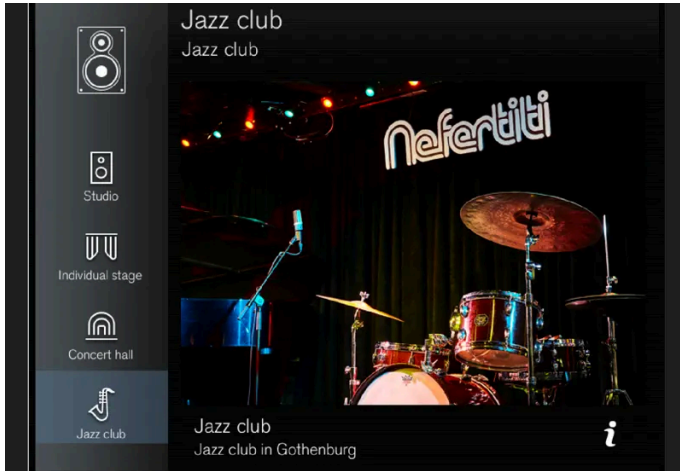 Jazz club
Jazz club
Nefertiti
Studio
Individual stage
Concert hall
Jazz club
Jazz club
Jazz club in Gothenburg
i